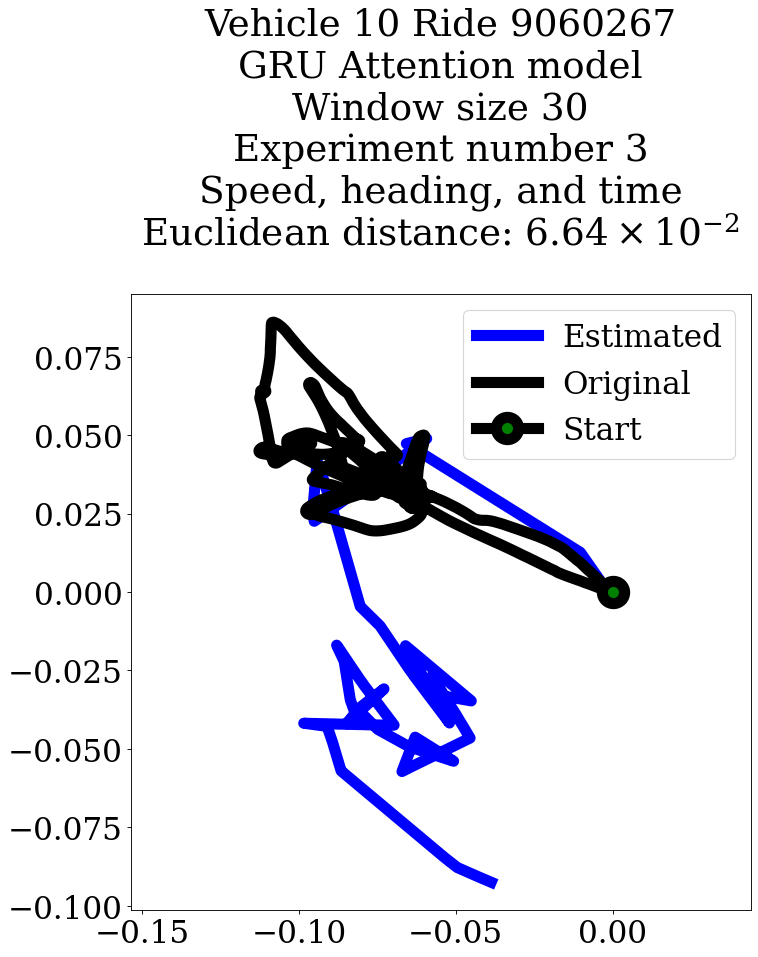 Vehicle 10 Ride 9060267
GRU Attention model
Window size 30
Experiment number 3
Speed, heading, and time
Euclidean distance: 6.64 × 10⁻²
Estimated
Original
Start
0.075
0.050
0.025
0.000
−0.025
−0.050
−0.075
−0.100
−0.15
−0.10
−0.05
0.00